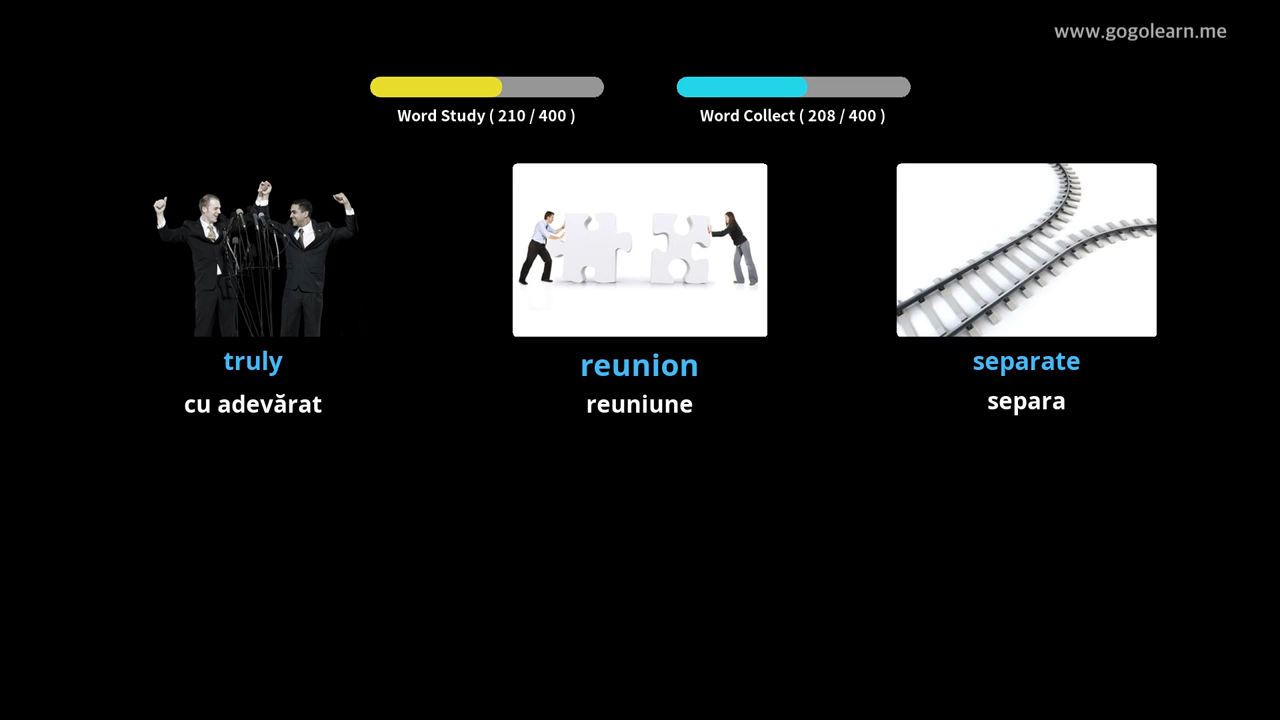 www.gogolearn.me
Word Study ( 210 / 400 )
Word Collect ( 208 / 400 )
truly
reunion
separate
cu adevărat
reuniune
separa